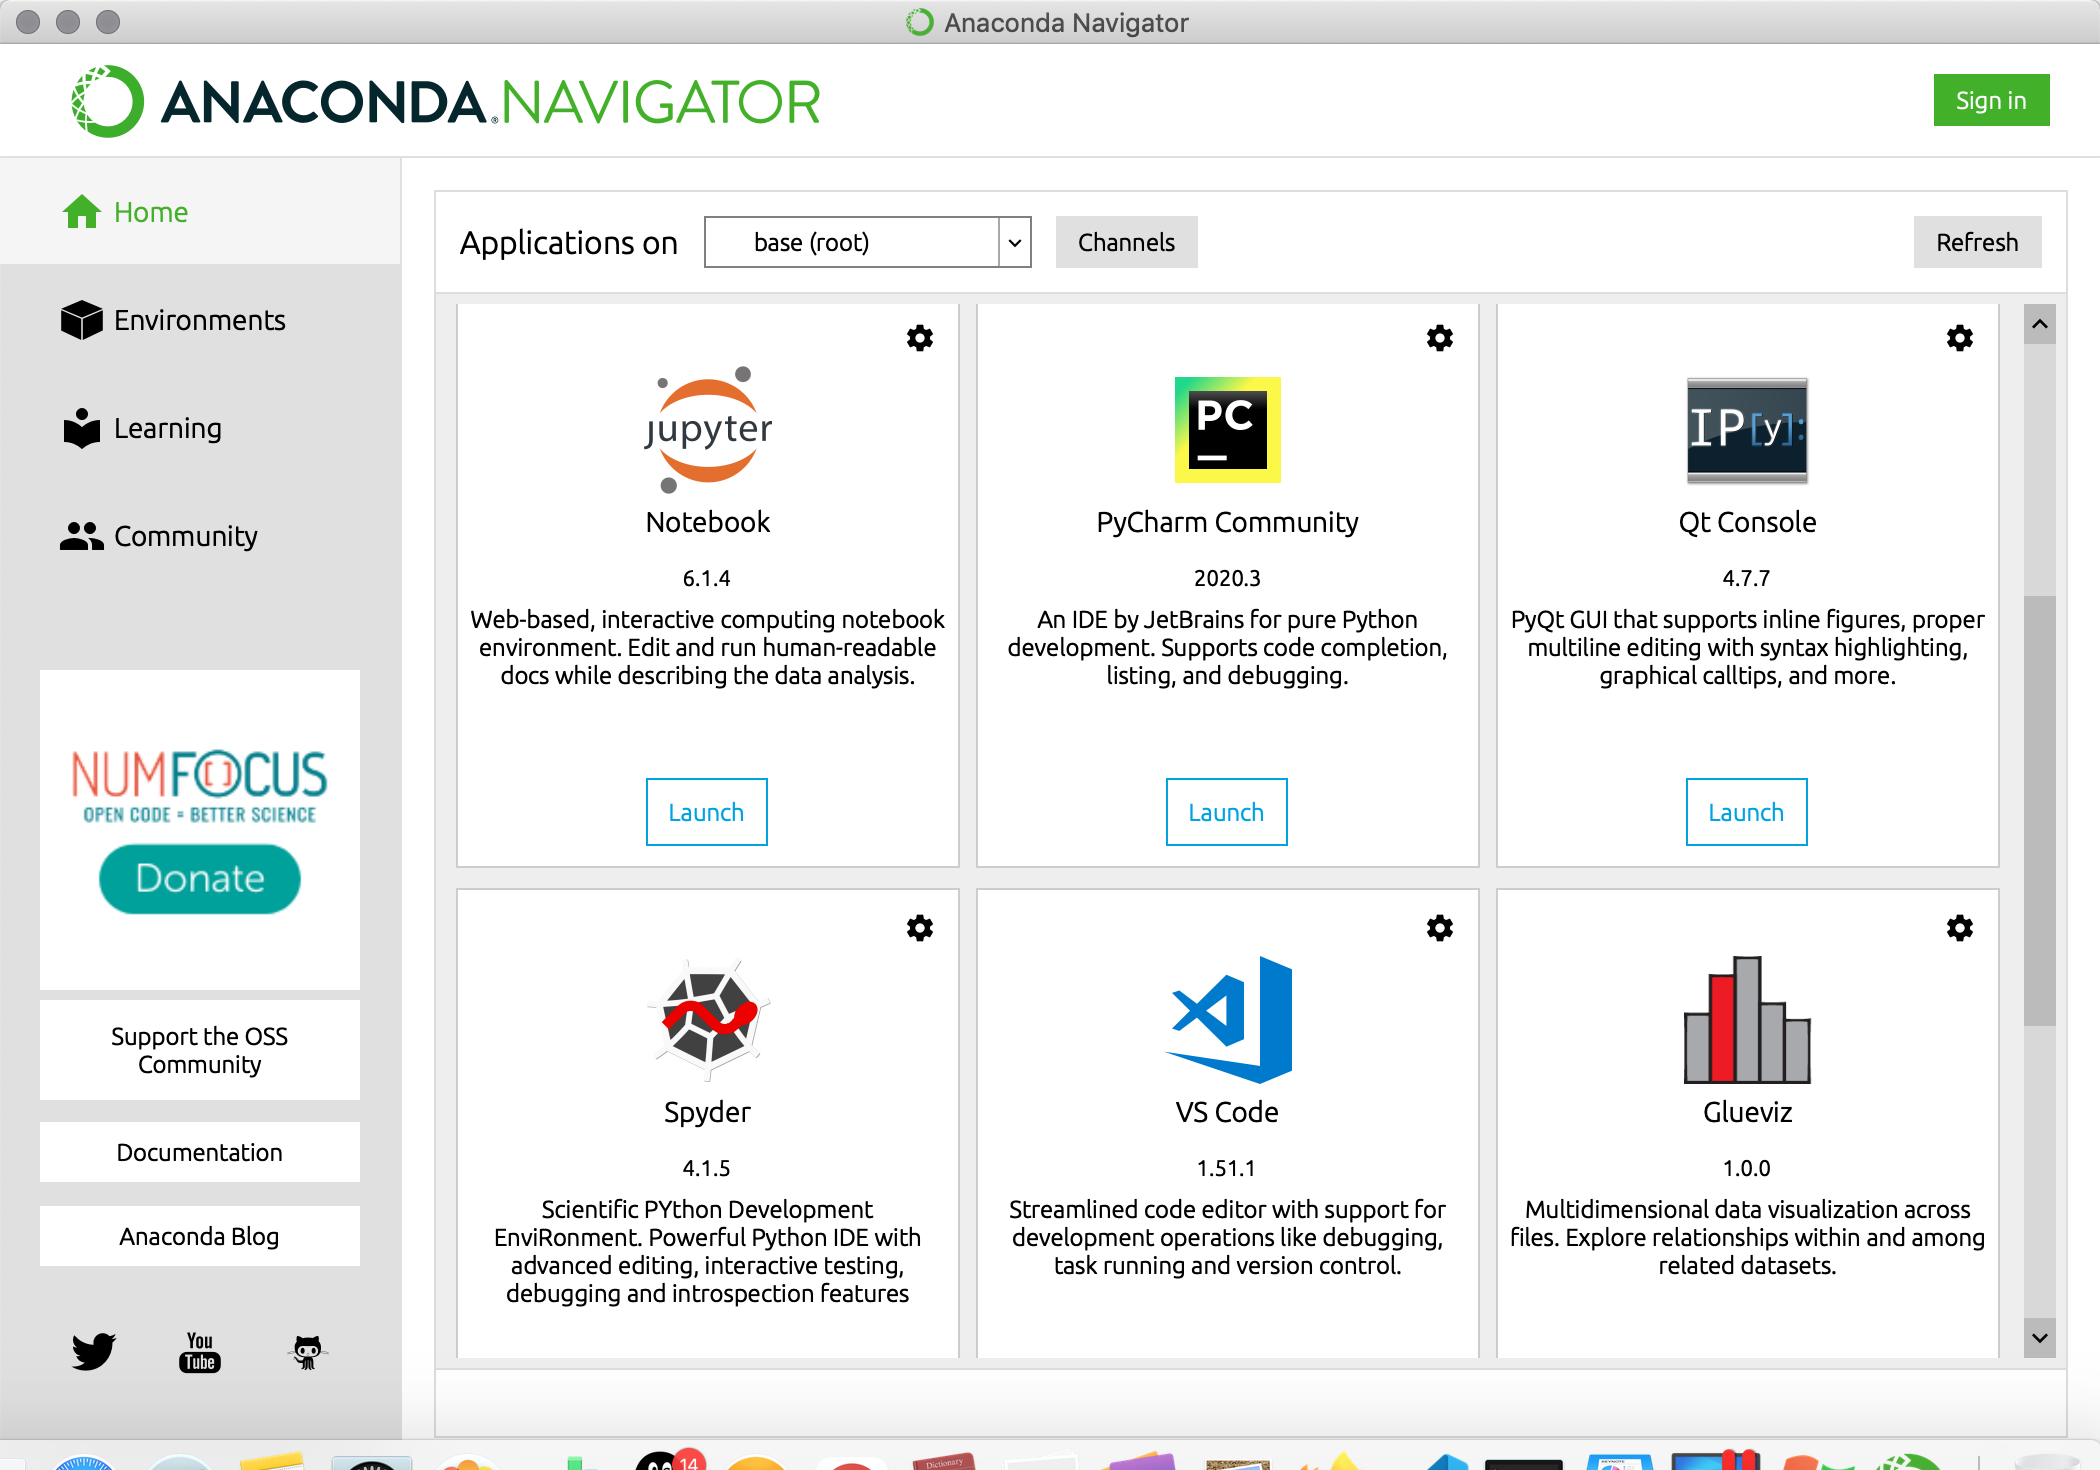 Anaconda Navigator
ANACONDA.NAVIGATOR
Sign in
Home
Environments
Learning
Community
NUMFOCUS
OPEN CODE = BETTER SCIENCE
Donate
Support the OSS
Community
Documentation
Anaconda Blog
You
Tube
Applications on
base (root)
Channels
Refresh
jupyter
Notebook
6.1.4
Web-based, interactive computing notebook
environment. Edit and run human-readable
docs while describing the data analysis.
Launch
PC
PyCharm Community
2020.3
An IDE by JetBrains for pure Python
development. Supports code completion,
listing, and debugging.
Launch
IP[y]:
Qt Console
4.7.7
PyQt GUI that supports inline figures, proper
multiline editing with syntax highlighting,
graphical calltips, and more.
Launch
Spyder
4.1.5
Scientific PYthon Development
EnviRonment. Powerful Python IDE with
advanced editing, interactive testing,
debugging and introspection features
VS Code
1.51.1
Streamlined code editor with support for
development operations like debugging,
task running and version control.
Glueviz
1.0.0
Multidimensional data visualization across
files. Explore relationships within and among
related datasets.
14
Dictionary
KEYNOTE